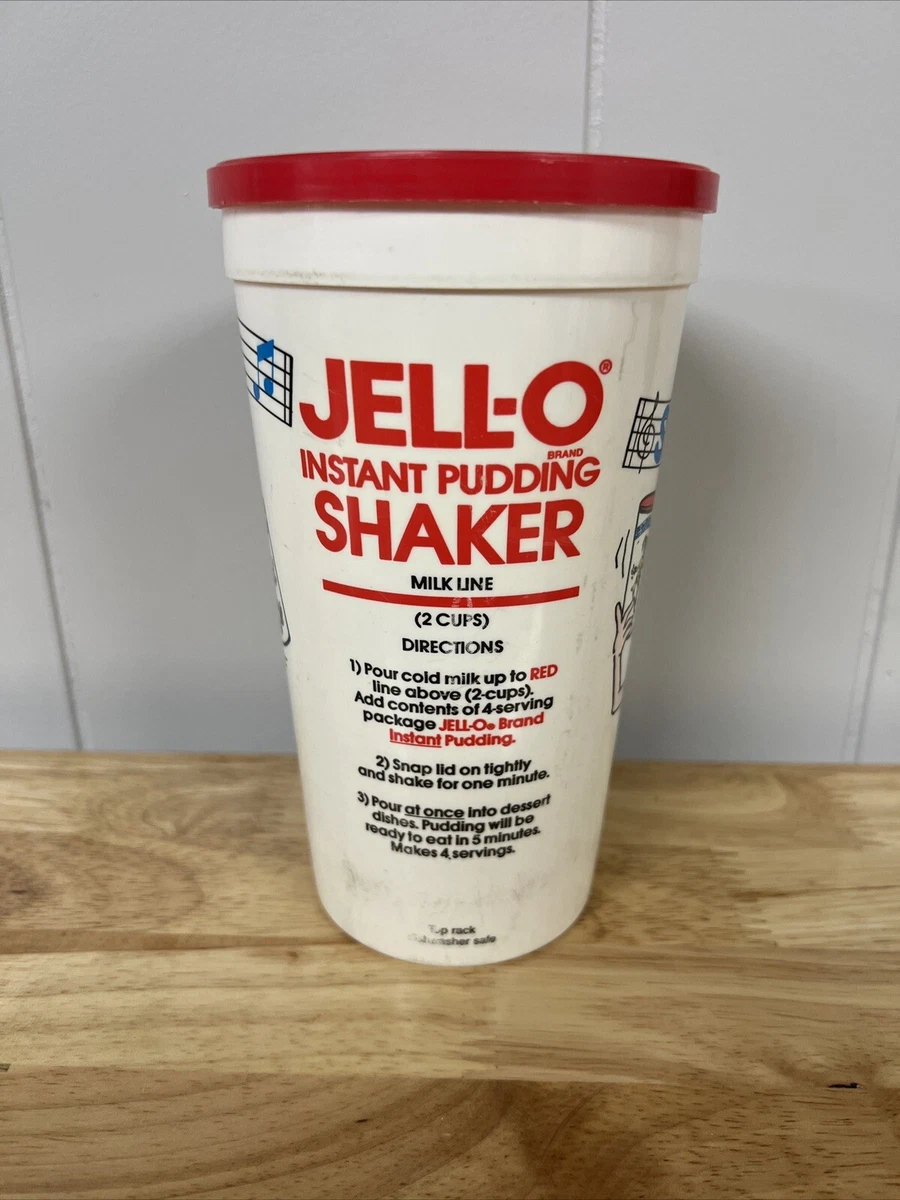 JELL-O®
BRAND
INSTANT PUDDING
SHAKER
MILK LINE
(2 CUPS)
DIRECTIONS
1) Pour cold milk up to RED
line above (2-cups).
Add contents of 4-serving
package JELL-O® Brand
Instant Pudding.
2) Snap lid on tightly
and shake for one minute.
3) Pour at once into dessert
dishes. Pudding will be
ready to eat in 5 minutes.
Makes 4 servings.
Top rack
dishwasher safe